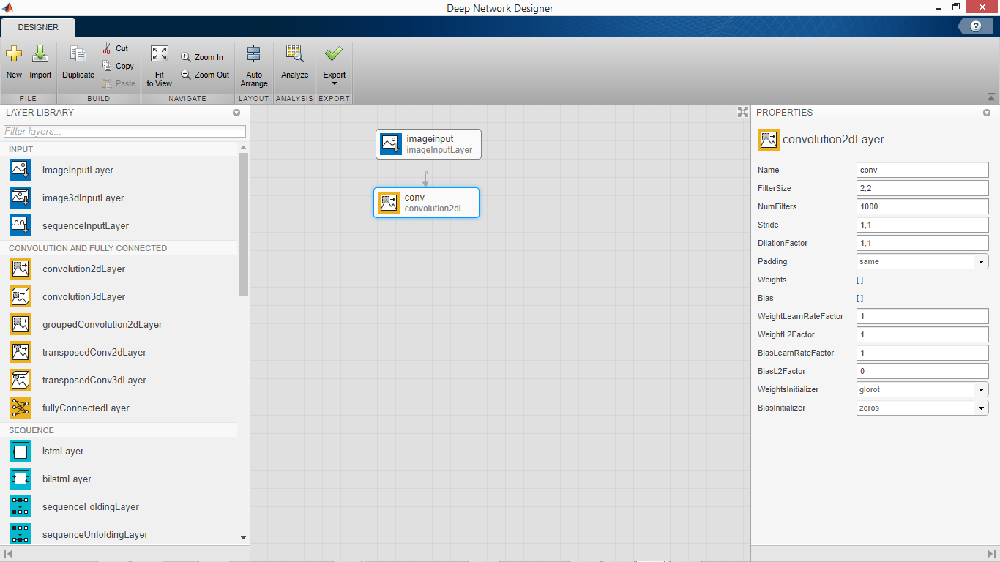 Deep Network Designer
DESIGNER
New
Import
Duplicate
Cut
Copy
Paste
Fit
to View
Zoom In
Zoom Out
Auto
Arrange
Analyze
Export
FILE
BUILD
NAVIGATE
LAYOUT
ANALYSIS
EXPORT
LAYER LIBRARY
Filter layers...
INPUT
imageInputLayer
image3dInputLayer
sequenceInputLayer
CONVOLUTION AND FULLY CONNECTED
convolution2dLayer
convolution3dLayer
groupedConvolution2dLayer
transposedConv2dLayer
transposedConv3dLayer
fullyConnectedLayer
SEQUENCE
lstmLayer
bilstmLayer
sequenceFoldingLayer
sequenceUnfoldingLayer
imageinput
imageInputLayer
conv
convolution2dL...
PROPERTIES
convolution2dLayer
Name conv
FilterSize 2,2
NumFilters 1000
Stride 1,1
DilationFactor 1,1
Padding same
Weights [ ]
Bias [ ]
WeightLearnRateFactor 1
WeightL2Factor 1
BiasLearnRateFactor 1
BiasL2Factor 0
WeightsInitializer glorot
BiasInitializer zeros